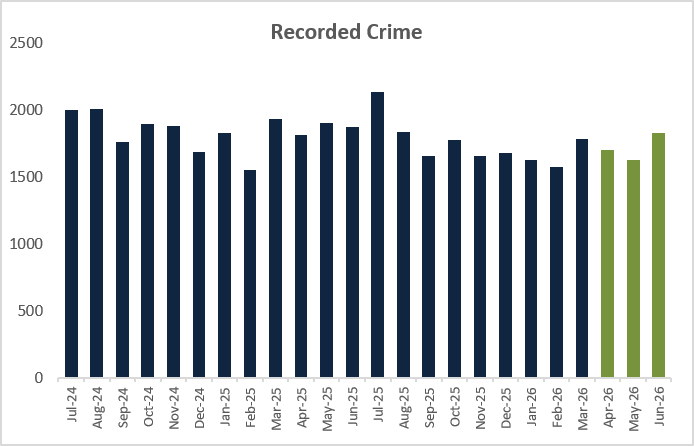 Recorded Crime
2500
2000
1500
1000
500
0
Jul-24
Aug-24
Sep-24
Oct-24
Nov-24
Dec-24
Jan-25
Feb-25
Mar-25
Apr-25
May-25
Jun-25
Jul-25
Aug-25
Sep-25
Oct-25
Nov-25
Dec-25
Jan-26
Feb-26
Mar-26
Apr-26
May-26
Jun-26